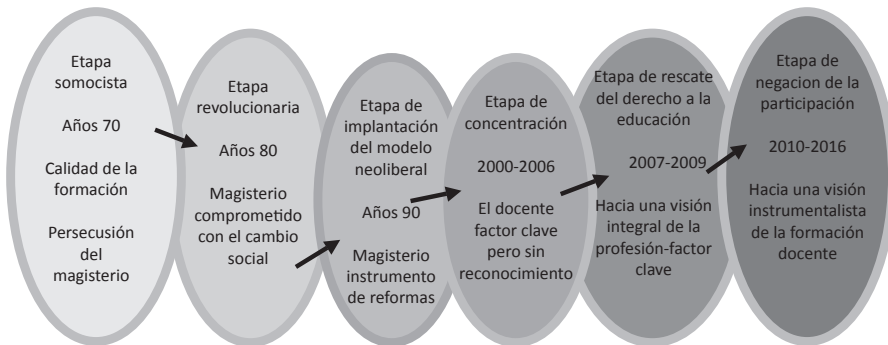 Etapa
somocista
Años 70
Calidad de la
formación
Persecusión
del
magisterio
Etapa
revolucionaria
Años 80
Magisterio
comprometido
con el cambio
social
Etapa de
implantación
del modelo
neoliberal
Años 90
Magisterio
instrumento
de reformas
Etapa de
concentración
2000-2006
El docente
factor clave
pero sin
reconocimiento
Etapa de rescate
del derecho a la
educación
2007-2009
Hacia una visión
integral de la
profesión-factor
clave
Etapa de
negacion de la
participación
2010-2016
Hacia una visión
instrumentalista
de la formación
docente